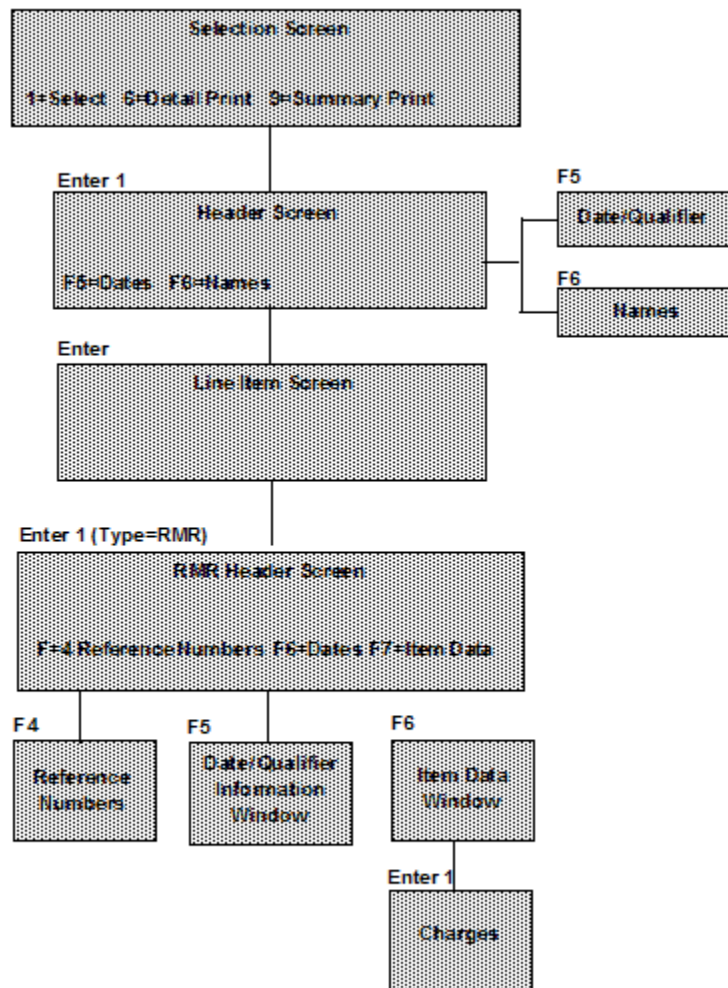 Selection Screen
1=Select 6=Detail Print 9=Summary Print
Enter 1
Header Screen
F5=Dates F6=Names
F5
Date/Qualifier
F6
Names
Enter
Line Item Screen
Enter 1 (Type=RMR)
RMR Header Screen
F=4 Reference Numbers F6=Dates F7=Item Data
F4
Reference
Numbers
F5
Date/Qualifier
Information
Window
F6
Item Data
Window
Enter 1
Charges